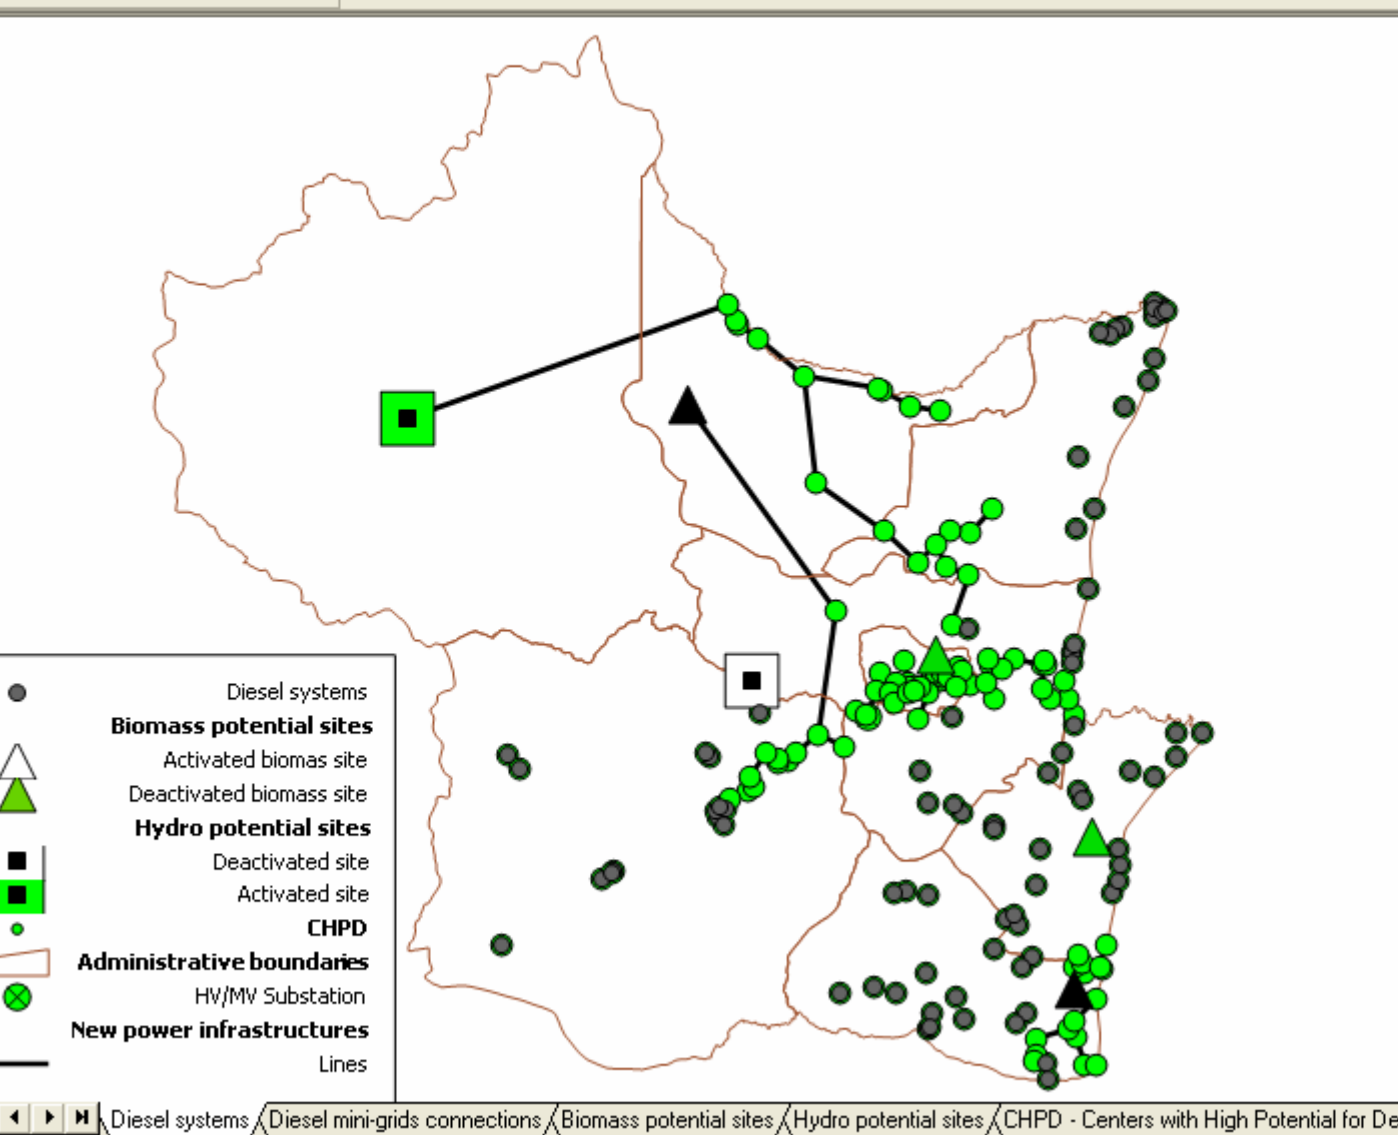 Diesel systems
Biomass potential sites
Activated biomas site
Deactivated biomass site
Hydro potential sites
Deactivated site
Activated site
CHPD
Administrative boundaries
HV/MV Substation
New power infrastructures
Lines
Diesel systems
Diesel mini-grids connections
Biomass potential sites
Hydro potential sites
CHPD - Centers with High Potential for De